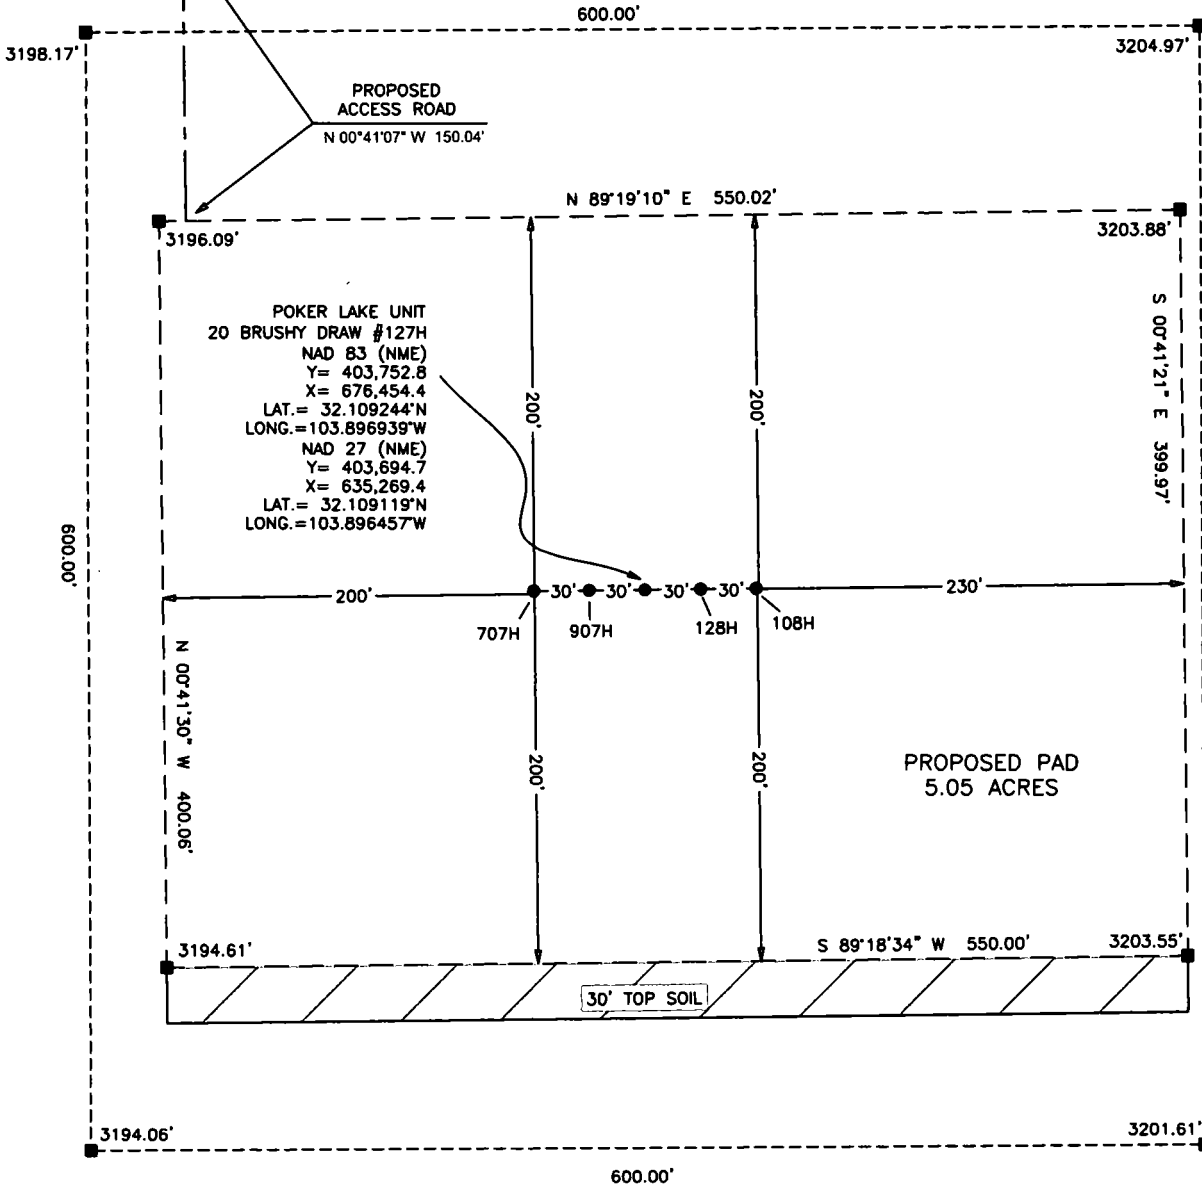 600.00'
3198.17'
3204.97'
PROPOSED
ACCESS ROAD
N 00°41'07" W 150.04'
N 89°19'10" E 550.02'
3196.09'
3203.88'
POKER LAKE UNIT
20 BRUSHY DRAW #127H
NAD 83 (NME)
Y= 403,752.8
X= 676,454.4
LAT.= 32.109244°N
LONG.=103.896939°W
NAD 27 (NME)
Y= 403,694.7
X= 635,269.4
LAT.= 32.109119°N
LONG.=103.896457°W
200'
200'
S 00°41'21" E 399.97'
600.00'
200'
30'
30'
30'
30'
230'
707H
907H
128H
108H
N 00°41'30" W 400.06'
200'
200'
PROPOSED PAD
5.05 ACRES
3194.61'
S 89°18'34" W 550.00'
3203.55'
30' TOP SOIL
3194.06'
3201.61'
600.00'